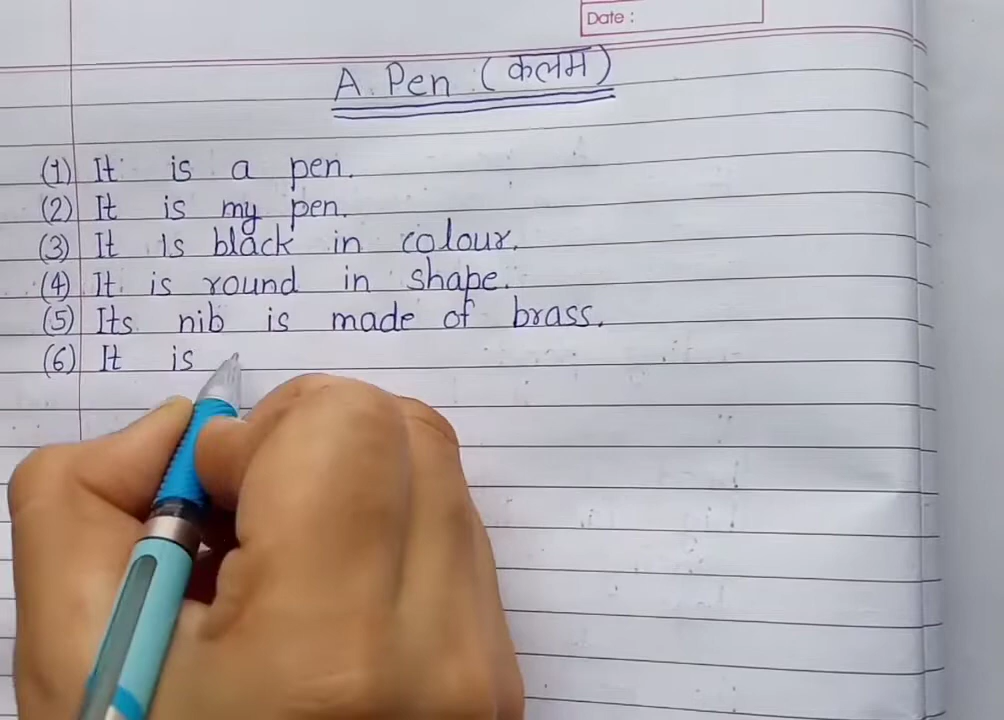 Date :
A Pen (कलम)
(1) It is a pen.
(2) It is my pen.
(3) It is black in colour.
(4) It is round in shape.
(5) Its nib is made of brass.
(6) It is